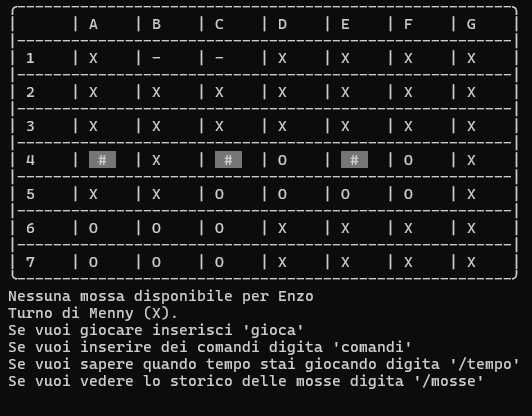 | | A | B | C | D | E | F | G |
| 1 | X | - | - | X | X | X | X |
| 2 | X | X | X | X | X | X | X |
| 3 | X | X | X | X | X | X | X |
| 4 | # | X | # | O | # | O | X |
| 5 | X | X | O | O | O | O | X |
| 6 | O | O | O | X | X | X | X |
| 7 | O | O | O | X | X | X | X |
Nessuna mossa disponibile per Enzo
Turno di Menny (X).
Se vuoi giocare inserisci 'gioca'
Se vuoi inserire dei comandi digita 'comandi'
Se vuoi sapere quando tempo stai giocando digita '/tempo'
Se vuoi vedere lo storico delle mosse digita '/mosse'